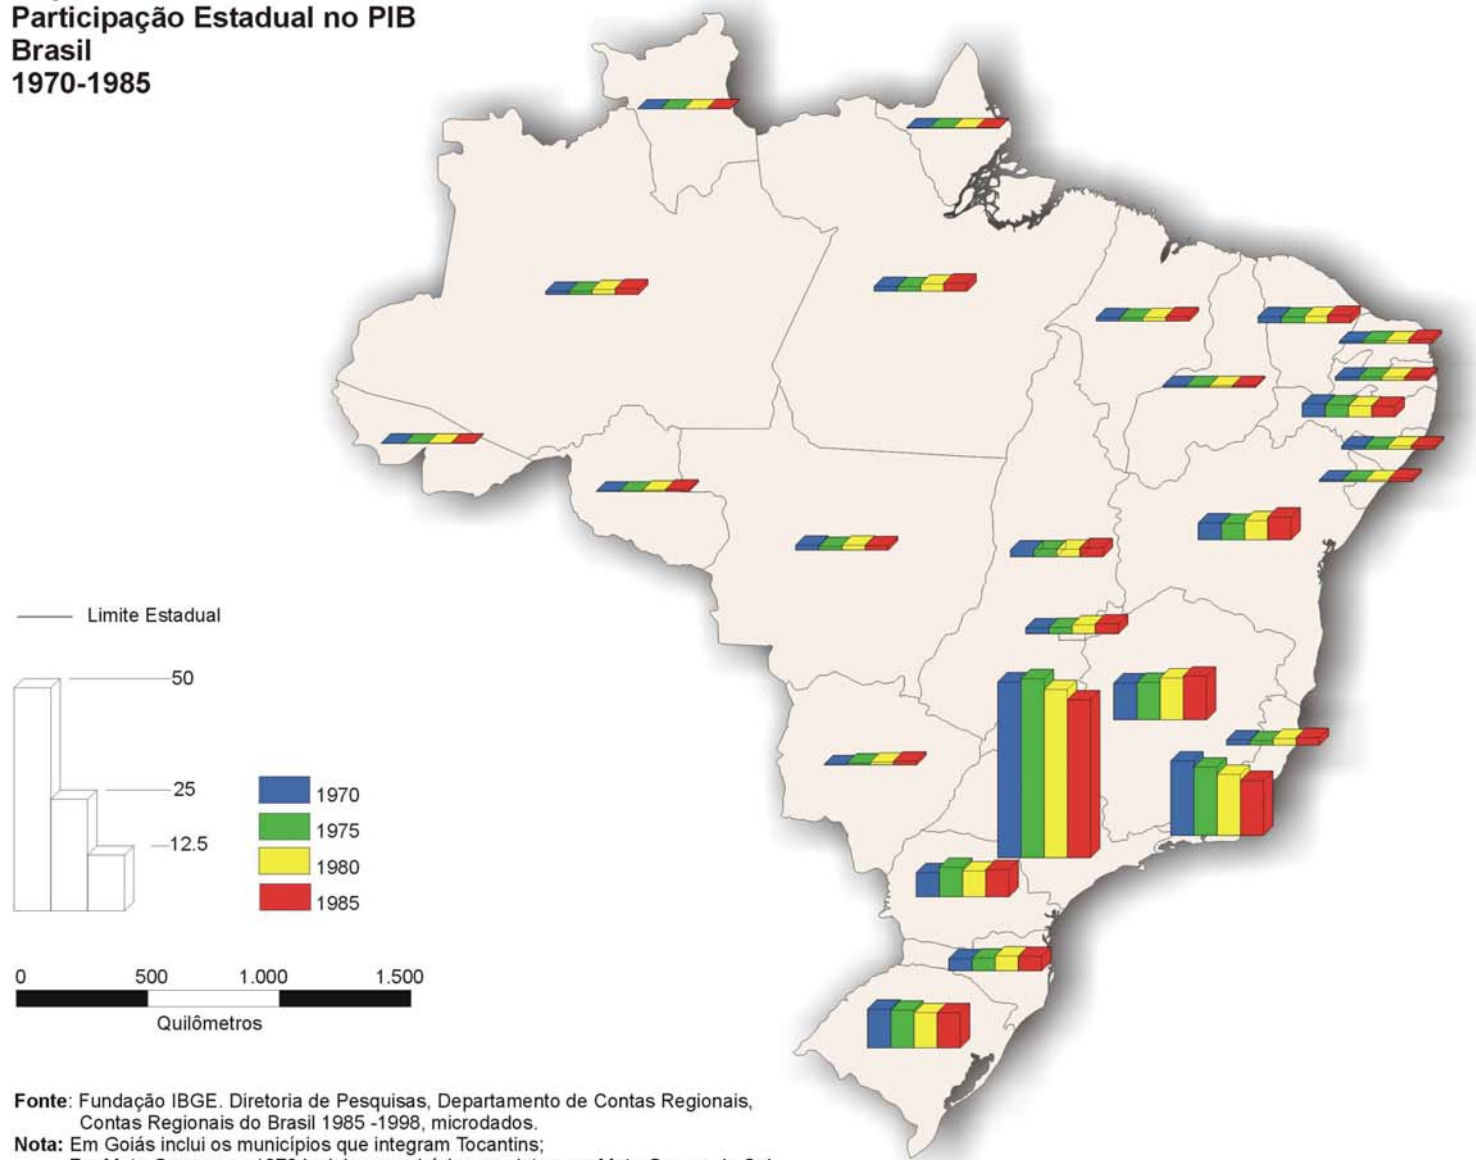 Participação Estadual no PIB
Brasil
1970-1985
Limite Estadual
50
25
12.5
1970
1975
1980
1985
0 500 1.000 1.500
Quilômetros
Fonte: Fundação IBGE. Diretoria de Pesquisas, Departamento de Contas Regionais,
Contas Regionais do Brasil 1985 -1998, microdados.
Nota: Em Goiás inclui os municípios que integram Tocantins;